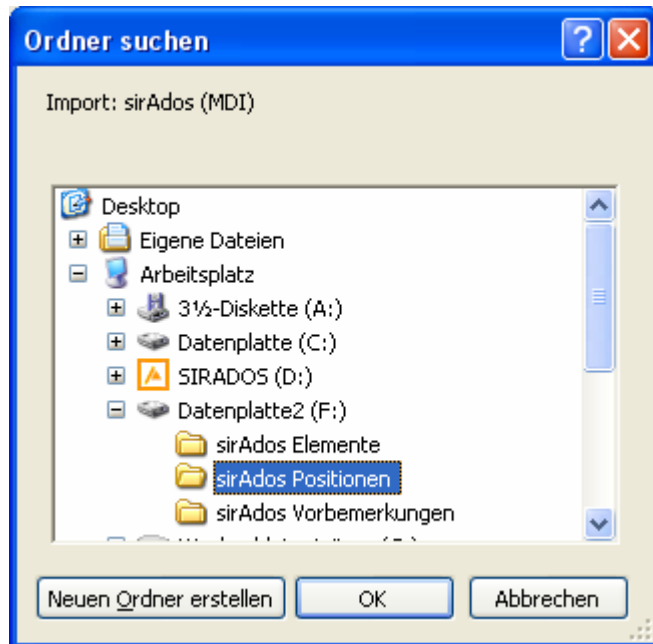 Ordner suchen
Import: sirAdos (MDI)
Desktop
Eigene Dateien
Arbeitsplatz
3½-Diskette (A:)
Datenplatte (C:)
SIRADOS (D:)
Datenplatte2 (F:)
sirAdos Elemente
sirAdos Positionen
sirAdos Vorbemerkungen
Neuen Ordner erstellen
OK
Abbrechen